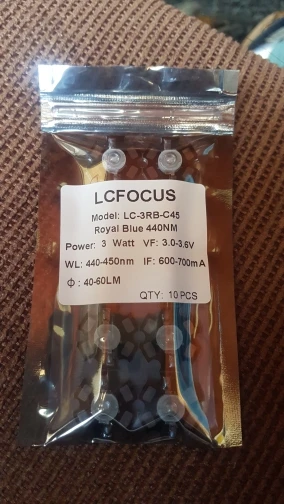 LCFOCUS
Model: LC-3RB-C45
Royal Blue 440NM
Power: 3 Watt VF: 3.0-3.6V
WL: 440-450nm IF: 600-700mA
Φ : 40-60LM
QTY: 10 PCS